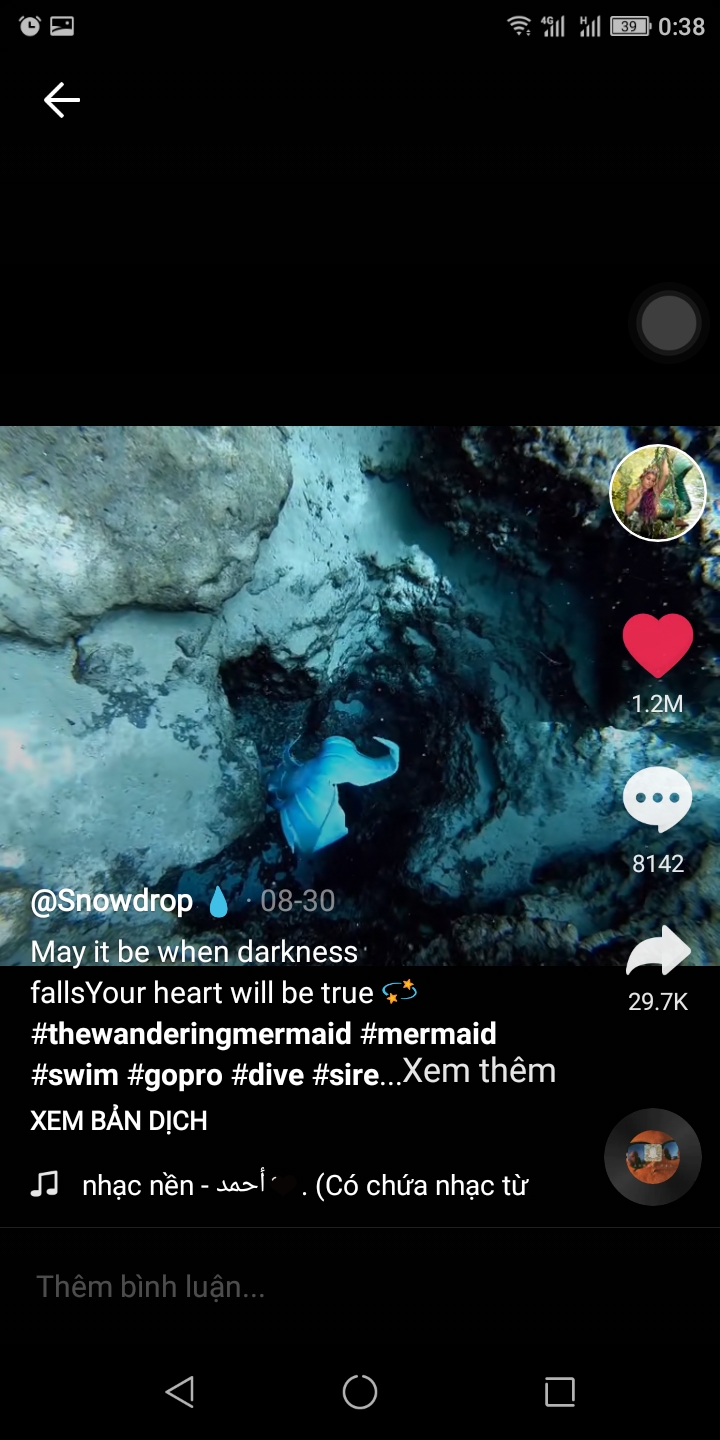 4G H 39 0:38
1.2M
8142
@Snowdrop 💧 · 08-30
May it be when darkness
fallsYour heart will be true 💫
29.7K
#thewanderingmermaid #mermaid
#swim #gopro #dive #sire...Xem thêm
XEM BẢN DỊCH
nhạc nền - أحمد . (Có chứa nhạc từ
Thêm bình luận...